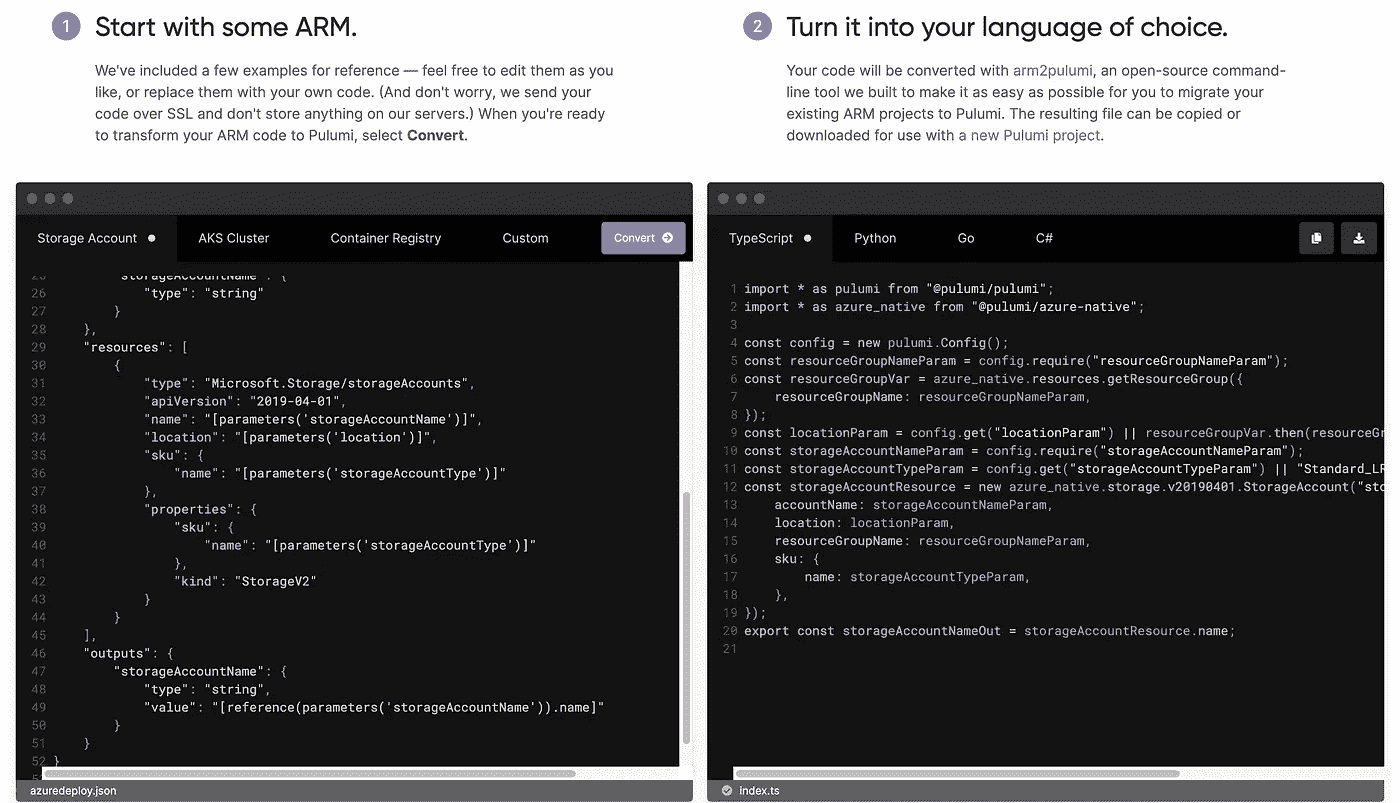 1 Start with some ARM.
We've included a few examples for reference — feel free to edit them as you
like, or replace them with your own code. (And don't worry, we send your
code over SSL and don't store anything on our servers.) When you're ready
to transform your ARM code to Pulumi, select Convert.
Storage Account AKS Cluster Container Registry Custom Convert
25 "storageAccountName": {
26 "type": "string"
27 }
28 },
29 "resources": [
30 {
31 "type": "Microsoft.Storage/storageAccounts",
32 "apiVersion": "2019-04-01",
33 "name": "[parameters('storageAccountName')]",
34 "location": "[parameters('location')]",
35 "sku": {
36 "name": "[parameters('storageAccountType')]"
37 },
38 "properties": {
39 "sku": {
40 "name": "[parameters('storageAccountType')]"
41 },
42 "kind": "StorageV2"
43 }
44 }
45 ],
46 "outputs": {
47 "storageAccountName": {
48 "type": "string",
49 "value": "[reference(parameters('storageAccountName')).name]"
50 }
51 }
52 }
azuredeploy.json
2 Turn it into your language of choice.
Your code will be converted with arm2pulumi, an open-source command-
line tool we built to make it as easy as possible for you to migrate your
existing ARM projects to Pulumi. The resulting file can be copied or
downloaded for use with a new Pulumi project.
TypeScript Python Go C#
1 import * as pulumi from "@pulumi/pulumi";
2 import * as azure_native from "@pulumi/azure-native";
3
4 const config = new pulumi.Config();
5 const resourceGroupNameParam = config.require("resourceGroupNameParam");
6 const resourceGroupVar = azure_native.resources.getResourceGroup({
7 resourceGroupName: resourceGroupNameParam,
8 });
9 const locationParam = config.get("locationParam") || resourceGroupVar.then(resourceGr
10 const storageAccountNameParam = config.require("storageAccountNameParam");
11 const storageAccountTypeParam = config.get("storageAccountTypeParam") || "Standard_LR
12 const storageAccountResource = new azure_native.storage.v20190401.StorageAccount("sto
13 accountName: storageAccountNameParam,
14 location: locationParam,
15 resourceGroupName: resourceGroupNameParam,
16 sku: {
17 name: storageAccountTypeParam,
18 },
19 });
20 export const storageAccountNameOut = storageAccountResource.name;
21
index.ts